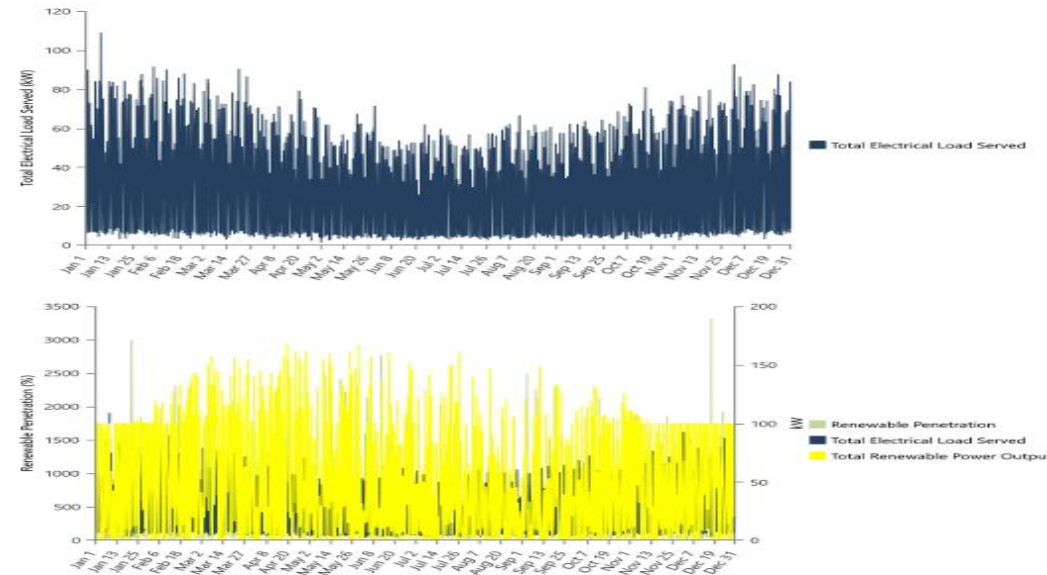 120
100
80
60
40
20
0
Total Electrical Load Served (kW)
Jan 1
Jan 13
Jan 25
Feb 6
Feb 18
Mar 2
Mar 14
Mar 27
Apr 8
Apr 20
May 2
May 14
May 26
Jun 8
Jun 20
Jul 2
Jul 14
Jul 26
Aug 7
Aug 20
Sep 1
Sep 13
Sep 25
Oct 7
Oct 19
Nov 1
Nov 13
Nov 25
Dec 7
Dec 19
Dec 31
Total Electrical Load Served
3500
3000
2500
2000
1500
1000
500
0
Renewable Penetration (%)
200
150
100
50
0
kW
Jan 1
Jan 13
Jan 25
Feb 6
Feb 18
Mar 2
Mar 14
Mar 27
Apr 8
Apr 20
May 2
May 14
May 26
Jun 8
Jun 20
Jul 2
Jul 14
Jul 26
Aug 7
Aug 20
Sep 1
Sep 13
Sep 25
Oct 7
Oct 19
Nov 1
Nov 13
Nov 25
Dec 7
Dec 19
Dec 31
Renewable Penetration
Total Electrical Load Served
Total Renewable Power Outpu